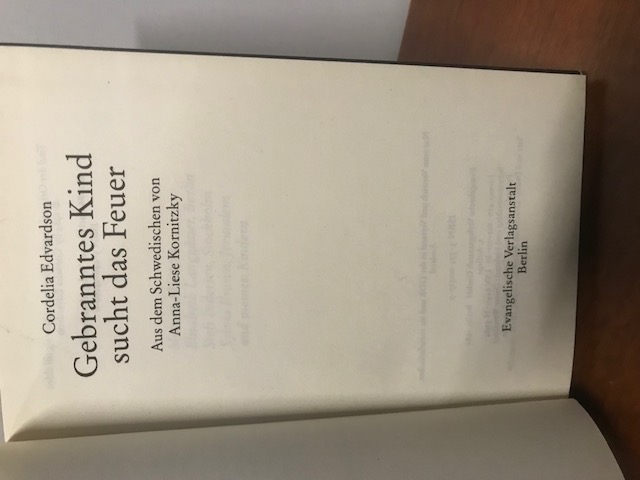 Cordelia Edvardson
Gebranntes Kind
sucht das Feuer
Aus dem Schwedischen von
Anna-Liese Kornitzky
Evangelische Verlagsanstalt
Berlin